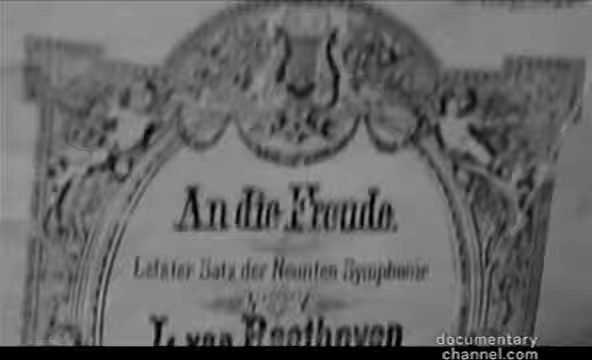 An die Freude.
Letzter Satz der Neunten Symphonie
L. van Beethoven
documentary
channel.com